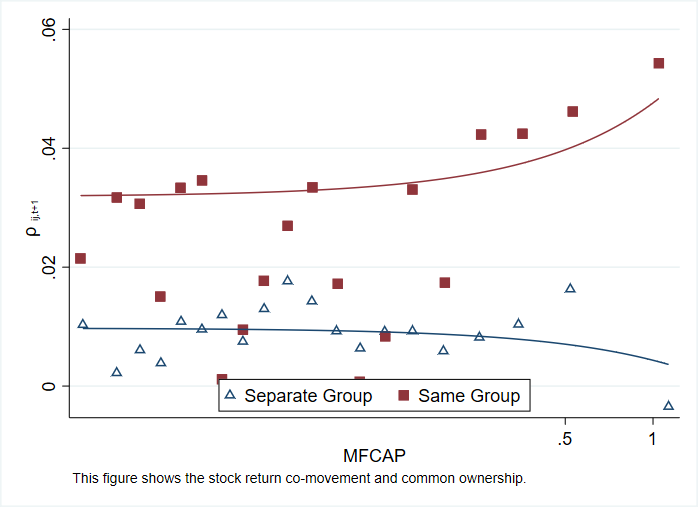 .06
.04
.02
0
ρ ij,t+1
Separate Group
Same Group
.5
1
MFCAP
This figure shows the stock return co-movement and common ownership.